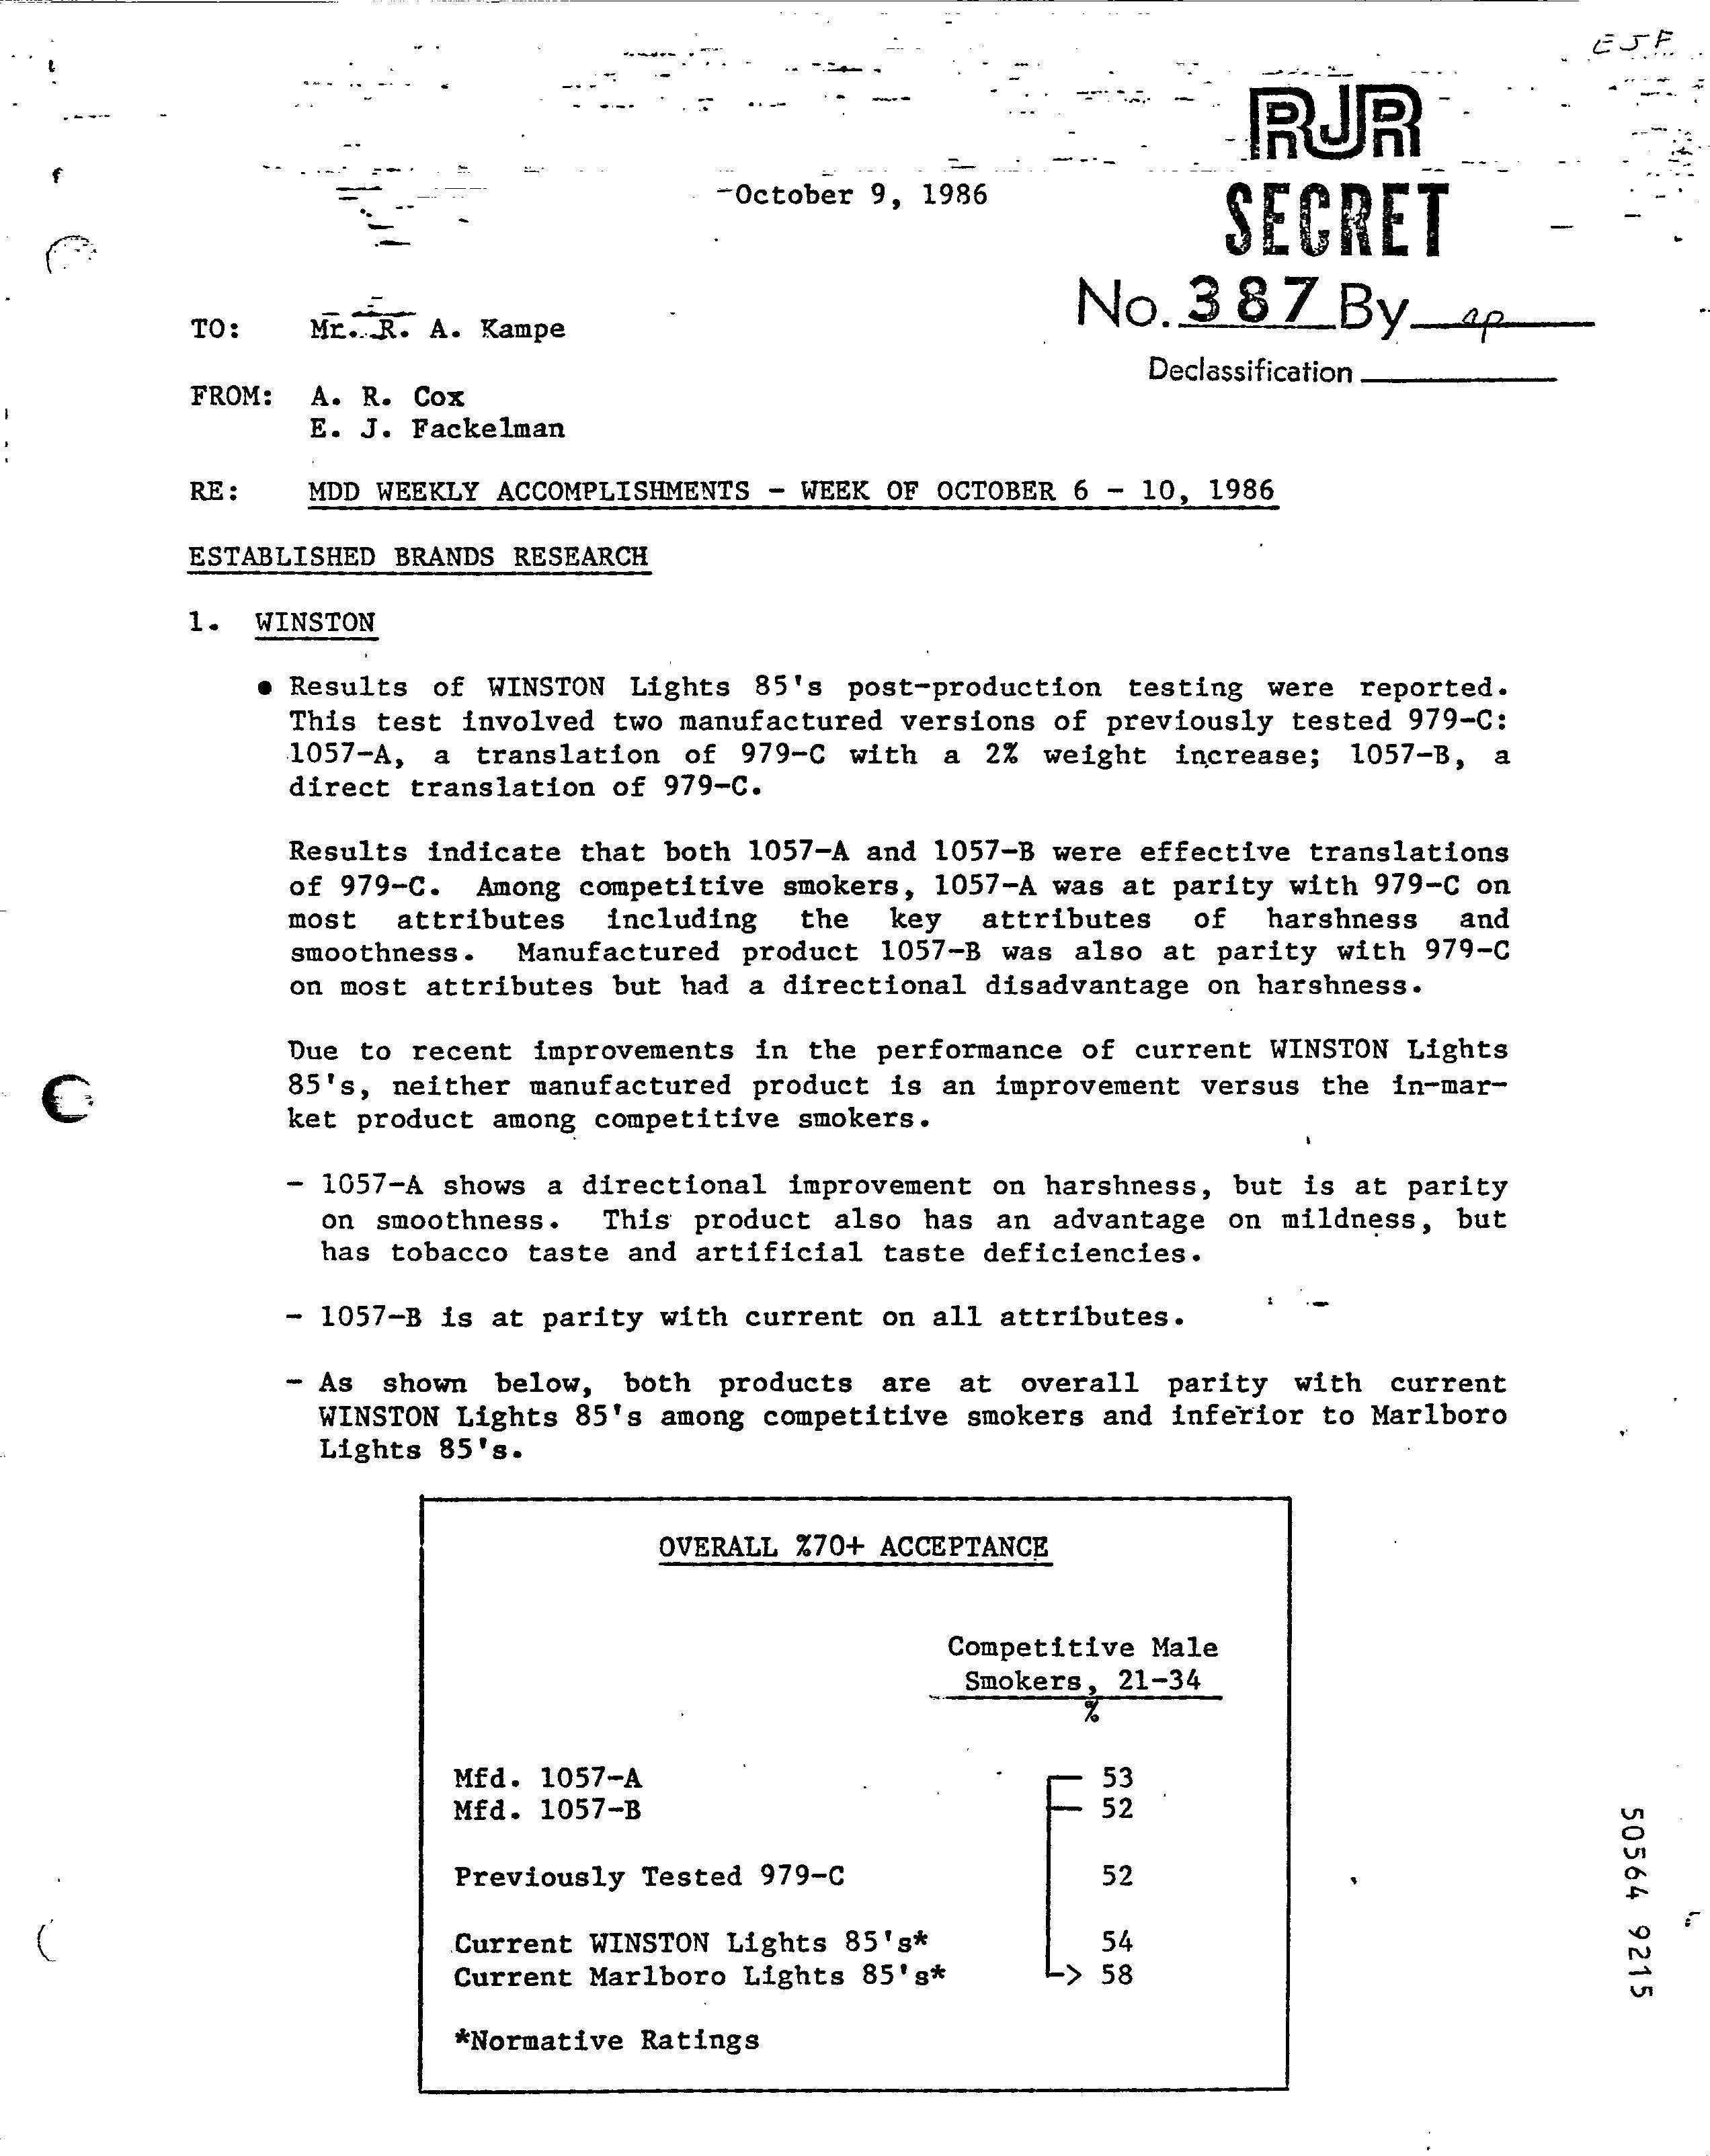 EJF
RJR
SECRET
October 9, 1986
No. 387 By ap
Declassification
TO: Mr. R. A. Kampe
FROM: A. R. Cox
E. J. Fackelman
RE: MDD WEEKLY ACCOMPLISHMENTS - WEEK OF OCTOBER 6 - 10, 1986
ESTABLISHED BRANDS RESEARCH
1. WINSTON
● Results of WINSTON Lights 85's post-production testing were reported.
This test involved two manufactured versions of previously tested 979-C:
1057-A, a translation of 979-C with a 2% weight increase; 1057-B, a
direct translation of 979-C.
Results indicate that both 1057-A and 1057-B were effective translations
of 979-C. Among competitive smokers, 1057-A was at parity with 979-C on
most attributes including the key attributes of harshness and
smoothness. Manufactured product 1057-B was also at parity with 979-C
on most attributes but had a directional disadvantage on harshness.
Due to recent improvements in the performance of current WINSTON Lights
85's, neither manufactured product is an improvement versus the in-mar-
ket product among competitive smokers.
- 1057-A shows a directional improvement on harshness, but is at parity
on smoothness. This product also has an advantage on mildness, but
has tobacco taste and artificial taste deficiencies.
- 1057-B is at parity with current on all attributes.
- As shown below, both products are at overall parity with current
WINSTON Lights 85's among competitive smokers and inferior to Marlboro
Lights 85's.
OVERALL %70+ ACCEPTANCE
Competitive Male
Smokers, 21-34
%
Mfd. 1057-A 53
Mfd. 1057-B 52
Previously Tested 979-C 52
Current WINSTON Lights 85's* 54
Current Marlboro Lights 85's* 58
*Normative Ratings
50564 9215